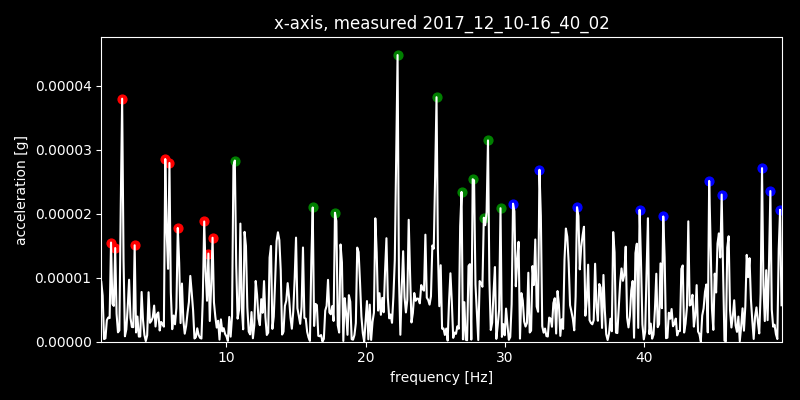 x-axis, measured 2017_12_10-16_40_02
0.00004
0.00003
0.00002
0.00001
0.00000
acceleration [g]
10 20 30 40
frequency [Hz]